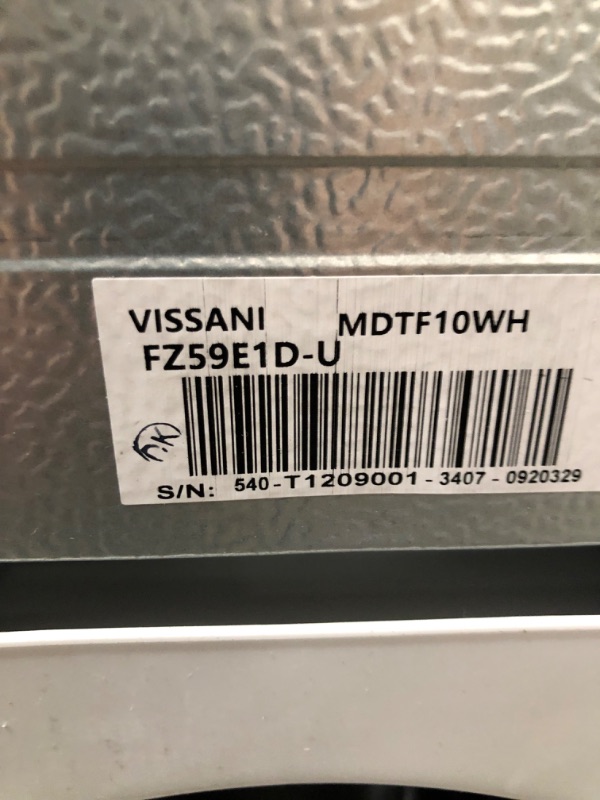 VISSANI MDTF10WH
FZ59E1D-U
S/N: 540-T1209001-3407-0920329